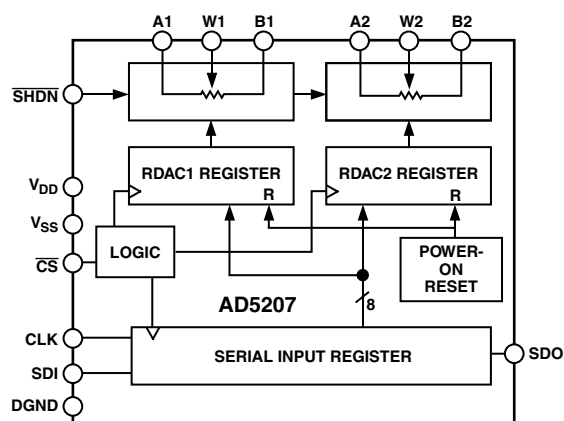 A1 W1 B1 A2 W2 B2
SHDN
RDAC1 REGISTER
R
RDAC2 REGISTER
R
VDD
VSS
CS
LOGIC
POWER-
ON
RESET
8
AD5207
CLK
SDI
DGND
SERIAL INPUT REGISTER
SDO